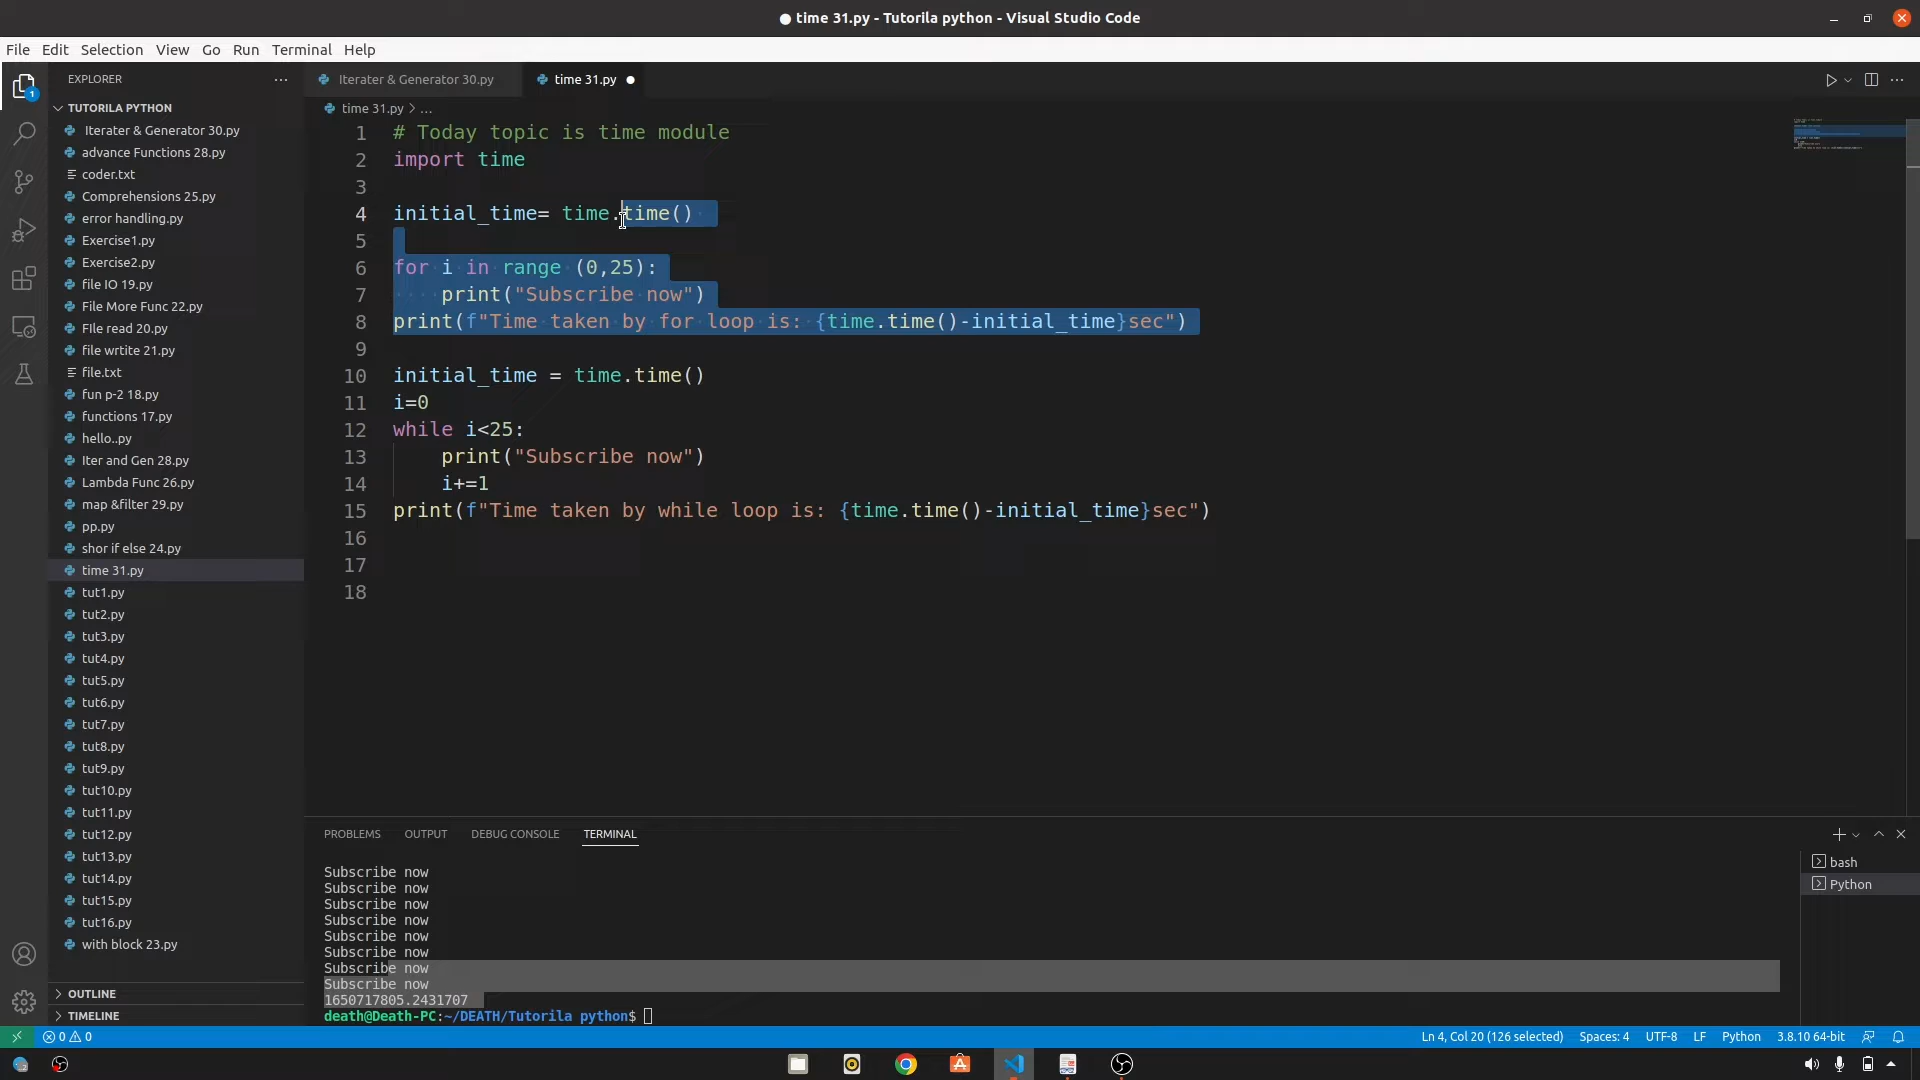 ● time 31.py - Tutorila python - Visual Studio Code
File Edit Selection View Go Run Terminal Help
EXPLORER
Iterater & Generator 30.py
time 31.py ●
1
TUTORILA PYTHON
time 31.py > ...
Iterater & Generator 30.py
advance Functions 28.py
coder.txt
Comprehensions 25.py
error handling.py
Exercise1.py
Exercise2.py
file IO 19.py
File More Func 22.py
FIle read 20.py
file wrtite 21.py
file.txt
fun p-2 18.py
functions 17.py
hello..py
Iter and Gen 28.py
Lambda Func 26.py
map &filter 29.py
pp.py
shor if else 24.py
time 31.py
tut1.py
tut2.py
tut3.py
tut4.py
tut5.py
tut6.py
tut7.py
tut8.py
tut9.py
tut10.py
tut11.py
tut12.py
tut13.py
tut14.py
tut15.py
tut16.py
with block 23.py
OUTLINE
TIMELINE
1 # Today topic is time module
2 import time
3
4 initial_time= time.time()
5
6 for i in range (0,25):
7     print("Subscribe now")
8 print(f"Time taken by for loop is: {time.time()-initial_time}sec")
9
10 initial_time = time.time()
11 i=0
12 while i<25:
13     print("Subscribe now")
14     i+=1
15 print(f"Time taken by while loop is: {time.time()-initial_time}sec")
16
17
18
PROBLEMS OUTPUT DEBUG CONSOLE TERMINAL
Subscribe now
Subscribe now
Subscribe now
Subscribe now
Subscribe now
Subscribe now
Subscribe now
Subscribe now
1650717805.2431707
death@Death-PC:~/DEATH/Tutorila python$
bash
Python
0 0
Ln 4, Col 20 (126 selected) Spaces: 4 UTF-8 LF Python 3.8.10 64-bit